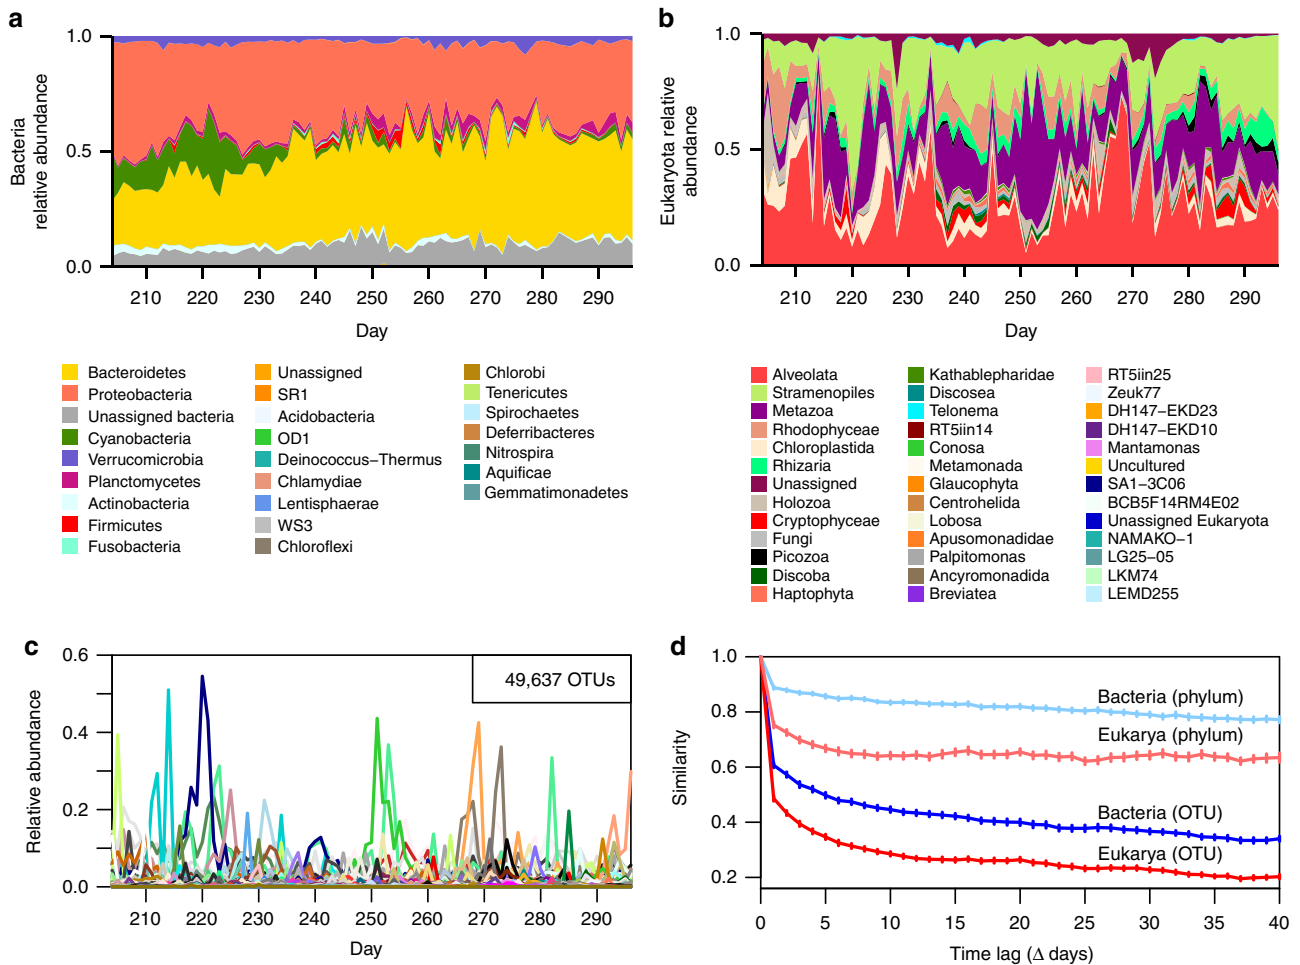 a
1.0
0.5
0.0
Bacteria
relative abundance
210 220 230 240 250 260 270 280 290
Day
b
1.0
0.5
0.0
Eukaryota relative
abundance
210 220 230 240 250 260 270 280 290
Day
Bacteroidetes
Proteobacteria
Unassigned bacteria
Cyanobacteria
Verrucomicrobia
Planctomycetes
Actinobacteria
Firmicutes
Fusobacteria
Unassigned
SR1
Acidobacteria
OD1
Deinococcus−Thermus
Chlamydiae
Lentisphaerae
WS3
Chloroflexi
Chlorobi
Tenericutes
Spirochaetes
Deferribacteres
Nitrospira
Aquificae
Gemmatimonadetes
Alveolata
Stramenopiles
Metazoa
Rhodophyceae
Chloroplastida
Rhizaria
Unassigned
Holozoa
Cryptophyceae
Fungi
Picozoa
Discoba
Haptophyta
Kathablepharidae
Discosea
Telonema
RT5iin14
Conosa
Metamonada
Glaucophyta
Centrohelida
Lobosa
Apusomonadidae
Palpitomonas
Ancyromonadida
Breviatea
RT5iin25
Zeuk77
DH147−EKD23
DH147−EKD10
Mantamonas
Uncultured
SA1−3C06
BCB5F14RM4E02
Unassigned Eukaryota
NAMAKO−1
LG25−05
LKM74
LEMD255
c
0.6
0.4
0.2
0.0
Relative abundance
49,637 OTUs
210 220 230 240 250 260 270 280 290
Day
d
1.0
0.8
0.6
0.4
0.2
Similarity
Bacteria (phylum)
Eukarya (phylum)
Bacteria (OTU)
Eukarya (OTU)
0 5 10 15 20 25 30 35 40
Time lag (Δ days)